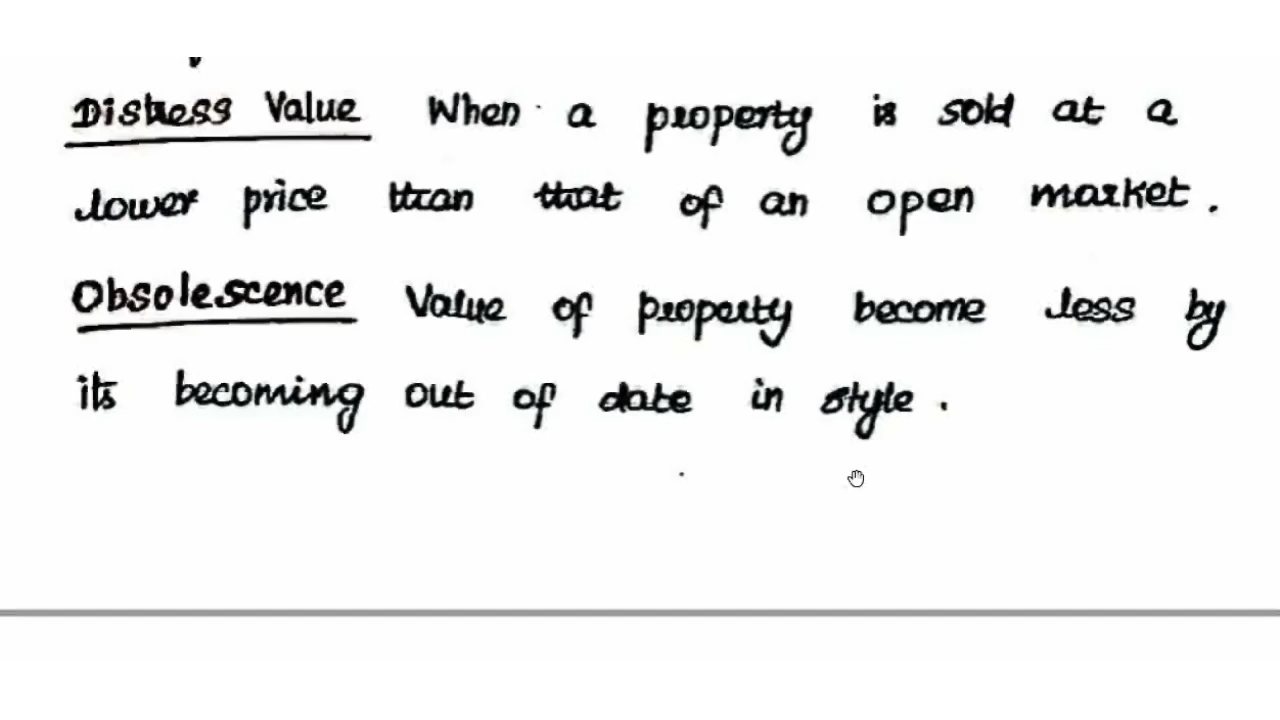 Distress Value When a property is sold at a
lower price than that of an open market.
Obsolescence Value of property become less by
its becoming out of date in style.